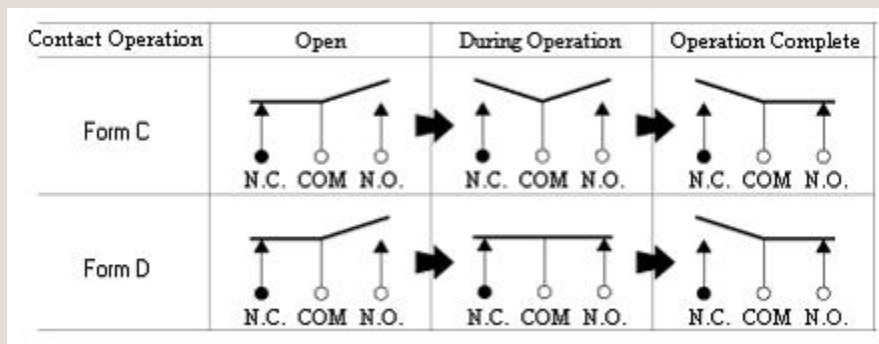 Contact Operation Open During Operation Operation Complete
Form C
N.C. COM N.O. N.C. COM N.O. N.C. COM N.O.
Form D
N.C. COM N.O. N.C. COM N.O. N.C. COM N.O.